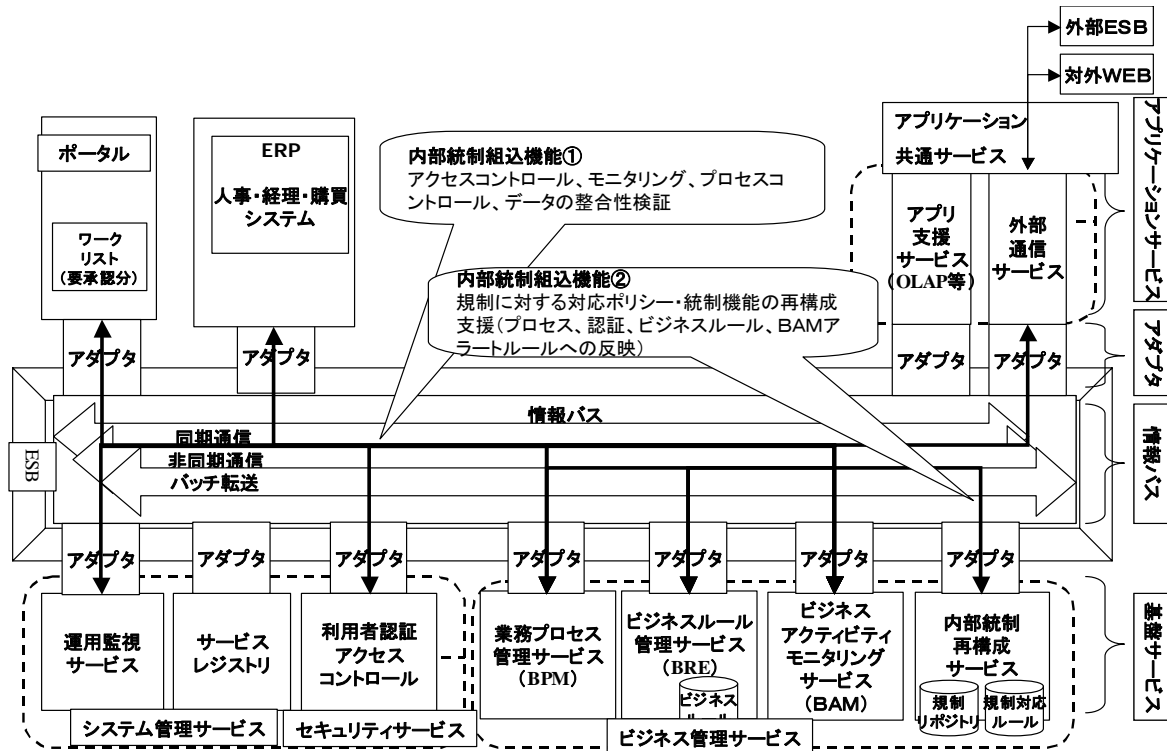 外部ESB
対外WEB
アプリケーション
共通サービス
アプリケーションサービス
ポータル
ワーク
リスト
(要承認分)
ERP
人事・経理・購買
システム
内部統制組込機能①
アクセスコントロール、モニタリング、プロセスコ
ントロール、データの整合性検証
アプリ
支援
サービス
(OLAP等)
外部
通信
サービス
内部統制組込機能②
規制に対する対応ポリシー・統制機能の再構成
支援(プロセス、認証、ビジネスルール、BAMア
ラートルールへの反映)
アダプタ
アダプタ
アダプタ
アダプタ
アダプタ
情報バス
同期通信
非同期通信
バッチ転送
ESB
情報バス
アダプタ
アダプタ
アダプタ
アダプタ
アダプタ
アダプタ
アダプタ
運用監視
サービス
サービス
レジストリ
利用者認証
アクセス
コントロール
業務プロセス
管理サービス
(BPM)
ビジネスルール
管理サービス
(BRE)
ビジネス
ビジネス
アクティビティ
モニタリング
サービス
(BAM)
内部統制
再構成
サービス
規制
リポジトリ
規制対応
ルール
基盤サービス
システム管理サービス
セキュリティサービス
ビジネス管理サービス